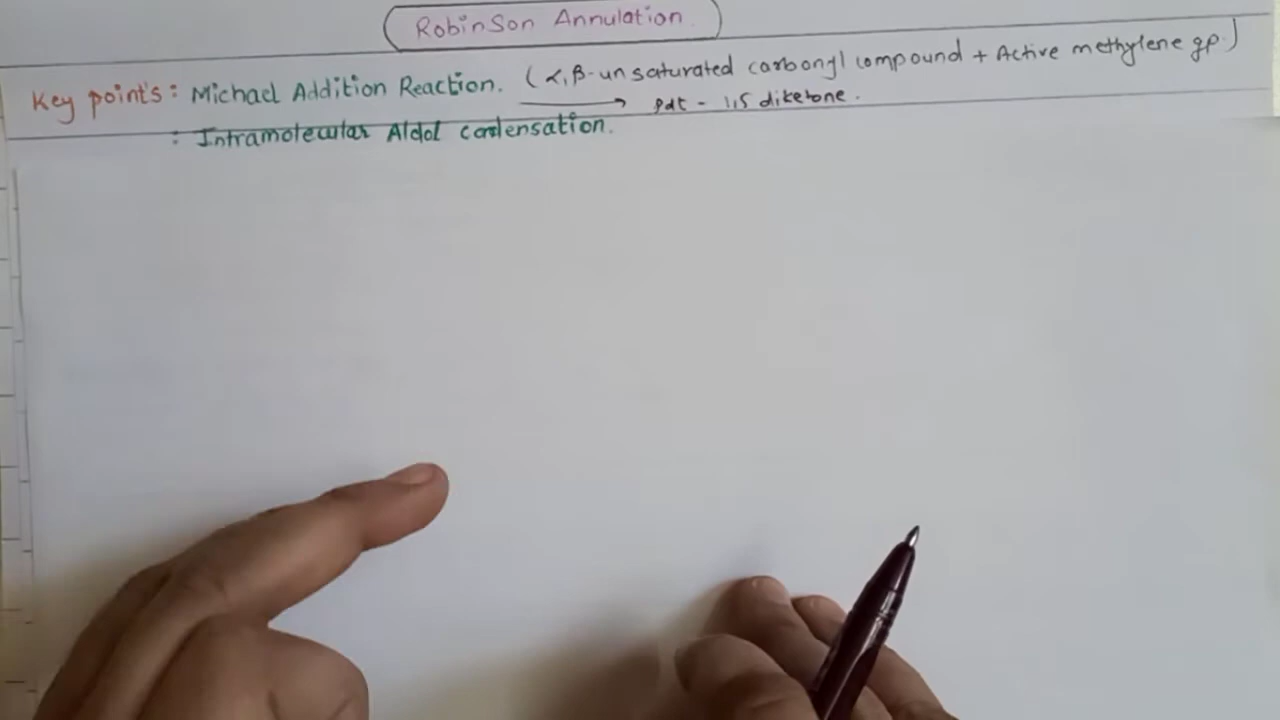 Robinson Annulation
Key points: Michael Addition Reaction. (α,β-unsaturated carbonyl compound + Active methylene gp.)
→ pdt - 1,5 diketone.
: Intramolecular Aldol condensation.